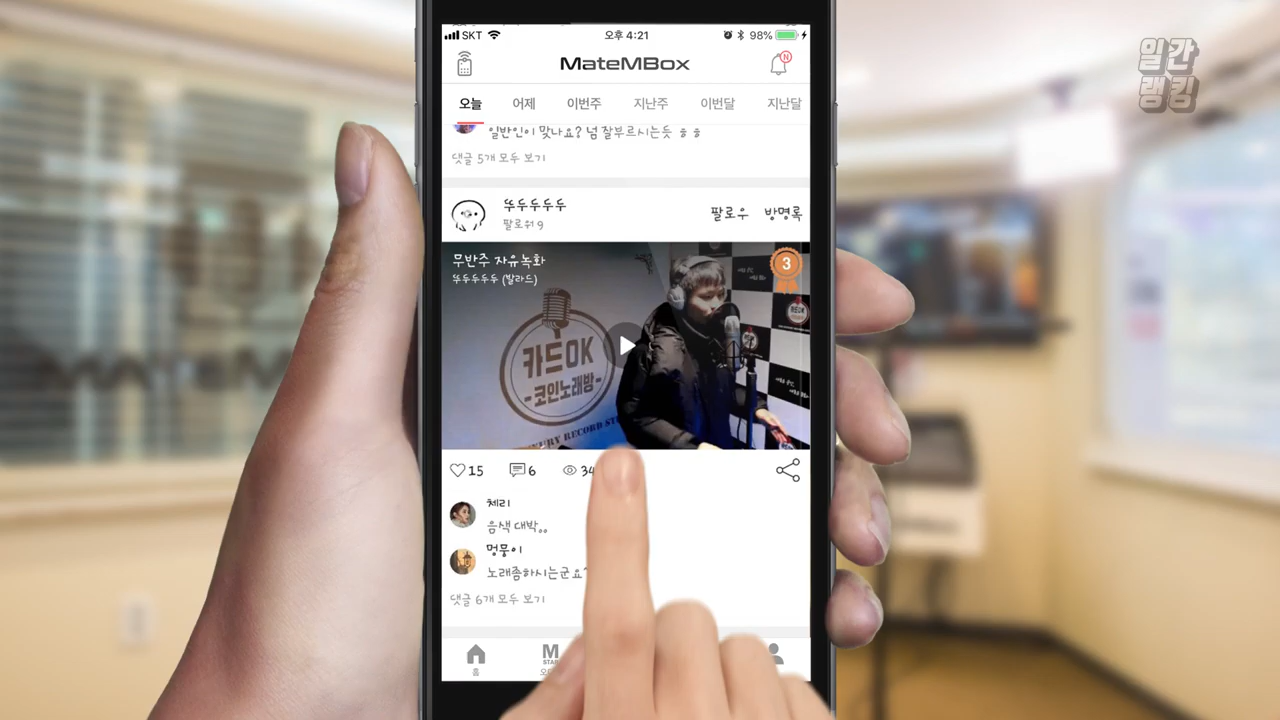 SKT
오후 4:21
98%
MateMBox
N
일간
랭킹
오늘 어제 이번주 지난주 이번달 지난달
일반인이 맞나요? 넘 잘부르시는듯 ㅎㅎ
댓글 5개 모두 보기
뚜두두두두
팔로워 9
팔로우 방명록
무반주 자유녹화
뚜두두두두 (발라드)
3
카드OK
-코인노래방-
LUXURY RECORD
15 6 34
체리
음색 대박。。
멍뭉이
노래좀하시는군요?
댓글 6개 모두 보기
M
STAR
홈